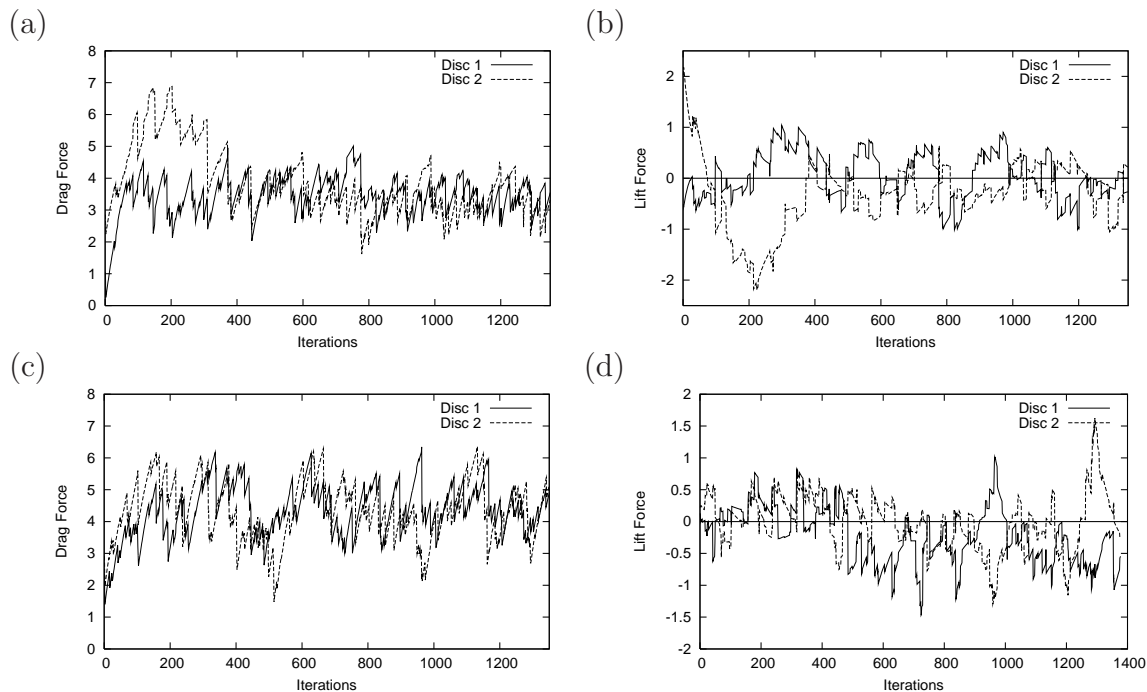 (a)
Drag Force
8
7
6
5
4
3
2
1
0
0 200 400 600 800 1000 1200
Iterations
Disc 1
Disc 2
(b)
Lift Force
2
1
0
-1
-2
0 200 400 600 800 1000 1200
Iterations
Disc 1
Disc 2
(c)
Drag Force
8
7
6
5
4
3
2
1
0
0 200 400 600 800 1000 1200
Iterations
Disc 1
Disc 2
(d)
Lift Force
2
1.5
1
0.5
0
-0.5
-1
-1.5
-2
0 200 400 600 800 1000 1200 1400
Iterations
Disc 1
Disc 2